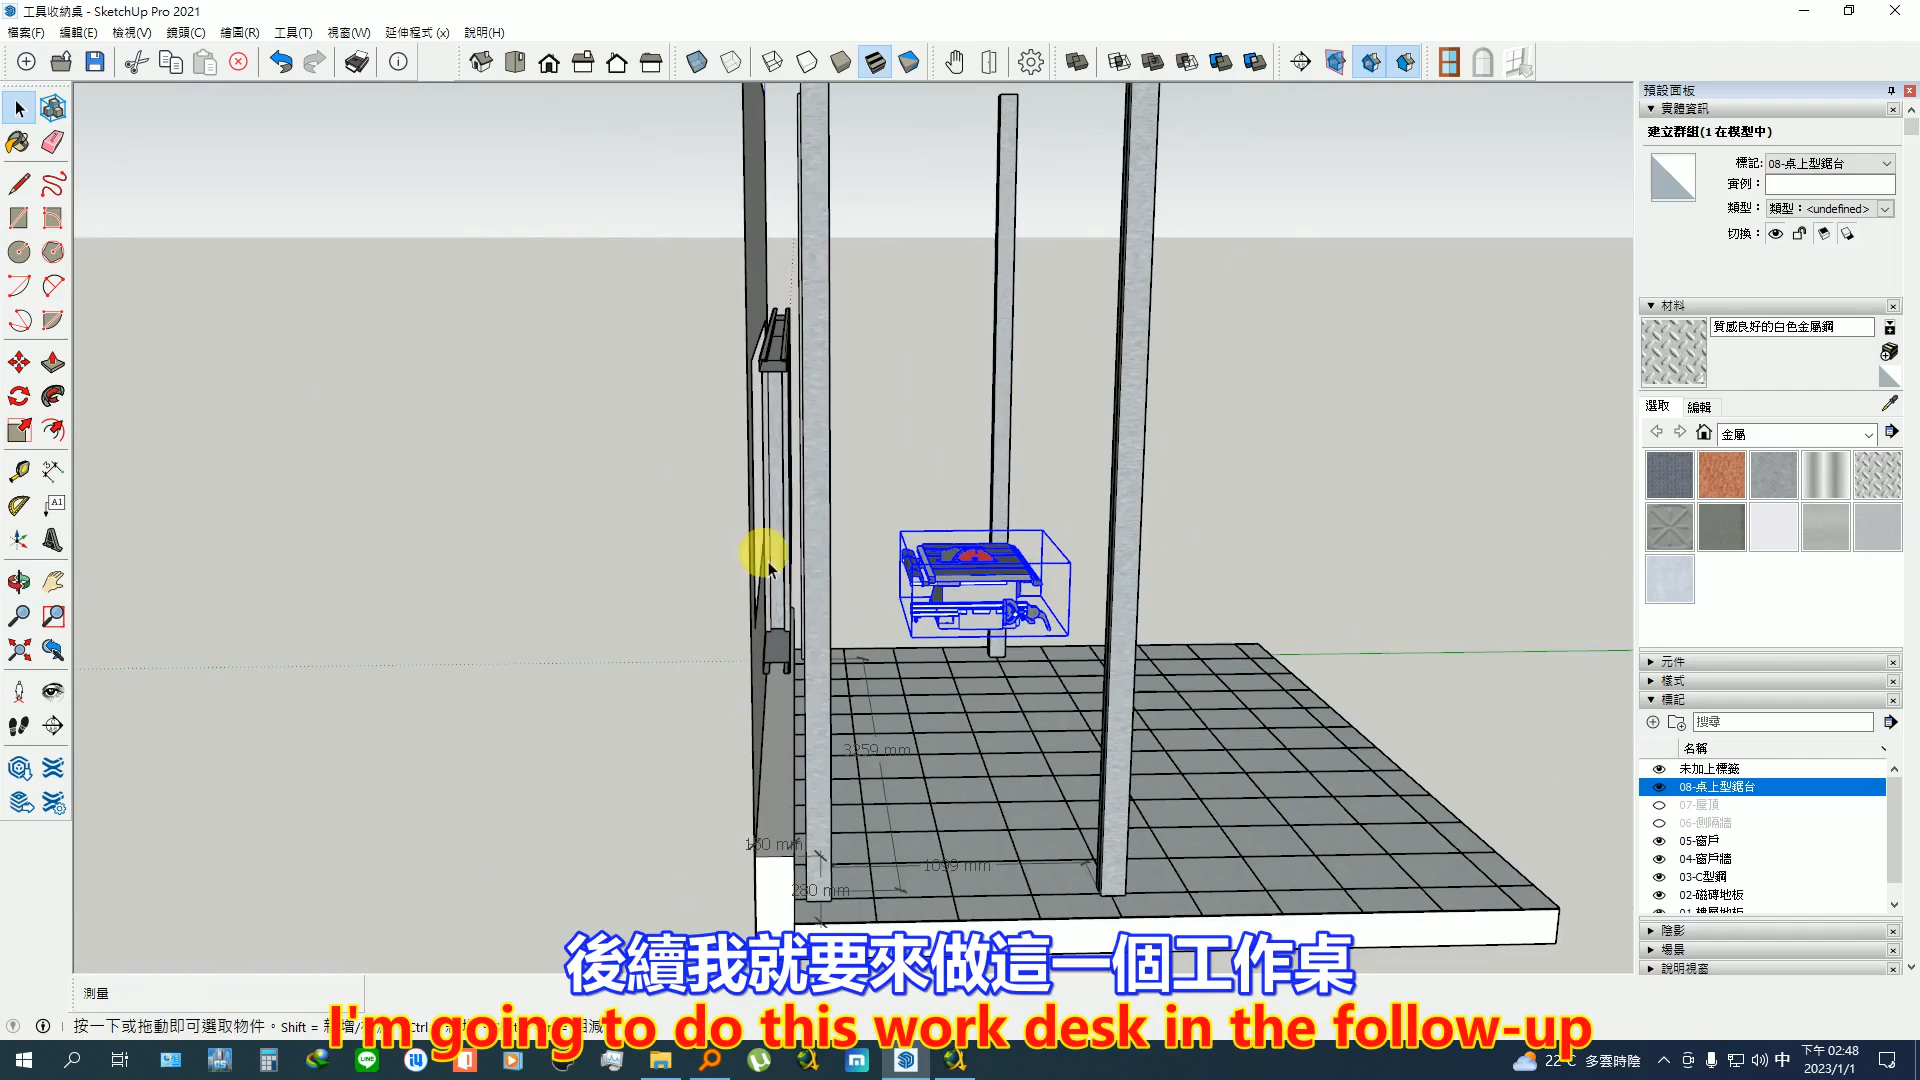 工具收納桌 - SketchUp Pro 2021
檔案(F) 編輯(E) 檢視(V) 鏡頭(C) 繪圖(R) 工具(T) 視窗(W) 延伸程式 (x) 說明(H)
預設面板
實體資訊
建立群組(1 在模型中)
標記: 08-桌上型鋸台
實例：
類型： 類型：<undefined>
切換：
材料
質感良好的白色金屬鋼
選取 編輯
金屬
元件
樣式
標記
搜尋
名稱
未加上標籤
08-桌上型鋸台
07-屋頂
06-側隔牆
05-窗戶
04-窗戶牆
03-C型鋼
02-磁磚地板
陰影
場景
說明視窗
3259 mm
130 mm
1099 mm
280 mm
後續我就要來做這一個工作桌
測量
按一下或拖動即可選取物件。Shift =
I'm going to do this work desk in the follow-up
22°C 多雲時陰
中
下午 02:48
2023/1/1